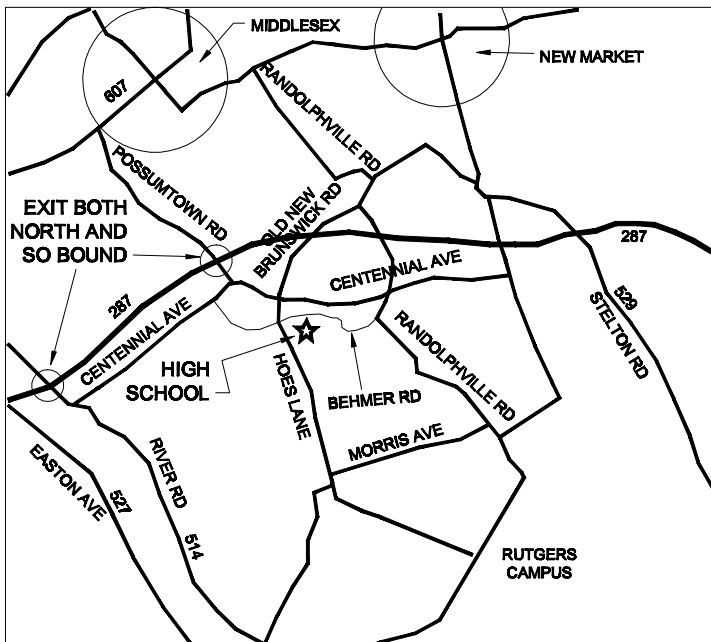 MIDDLESEX
NEW MARKET
607
RANDOLPHVILLE RD
POSSUMTOWN RD
OLD NEW
BRUNSWICK RD
EXIT BOTH
NORTH AND
SO BOUND
287
CENTENNIAL AVE
287
CENTENNIAL AVE
529
STELTON RD
HIGH
SCHOOL
HOES LANE
BEHMER RD
RANDOLPHVILLE RD
MORRIS AVE
EASTON AVE
527
RIVER RD
514
RUTGERS
CAMPUS